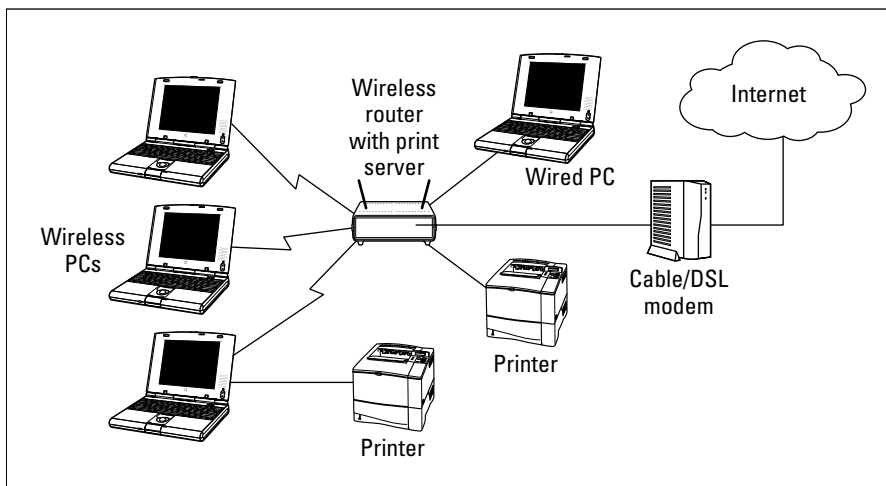 Wireless
router
with print
server
Internet
Wired PC
Wireless
PCs
Cable/DSL
modem
Printer
Printer